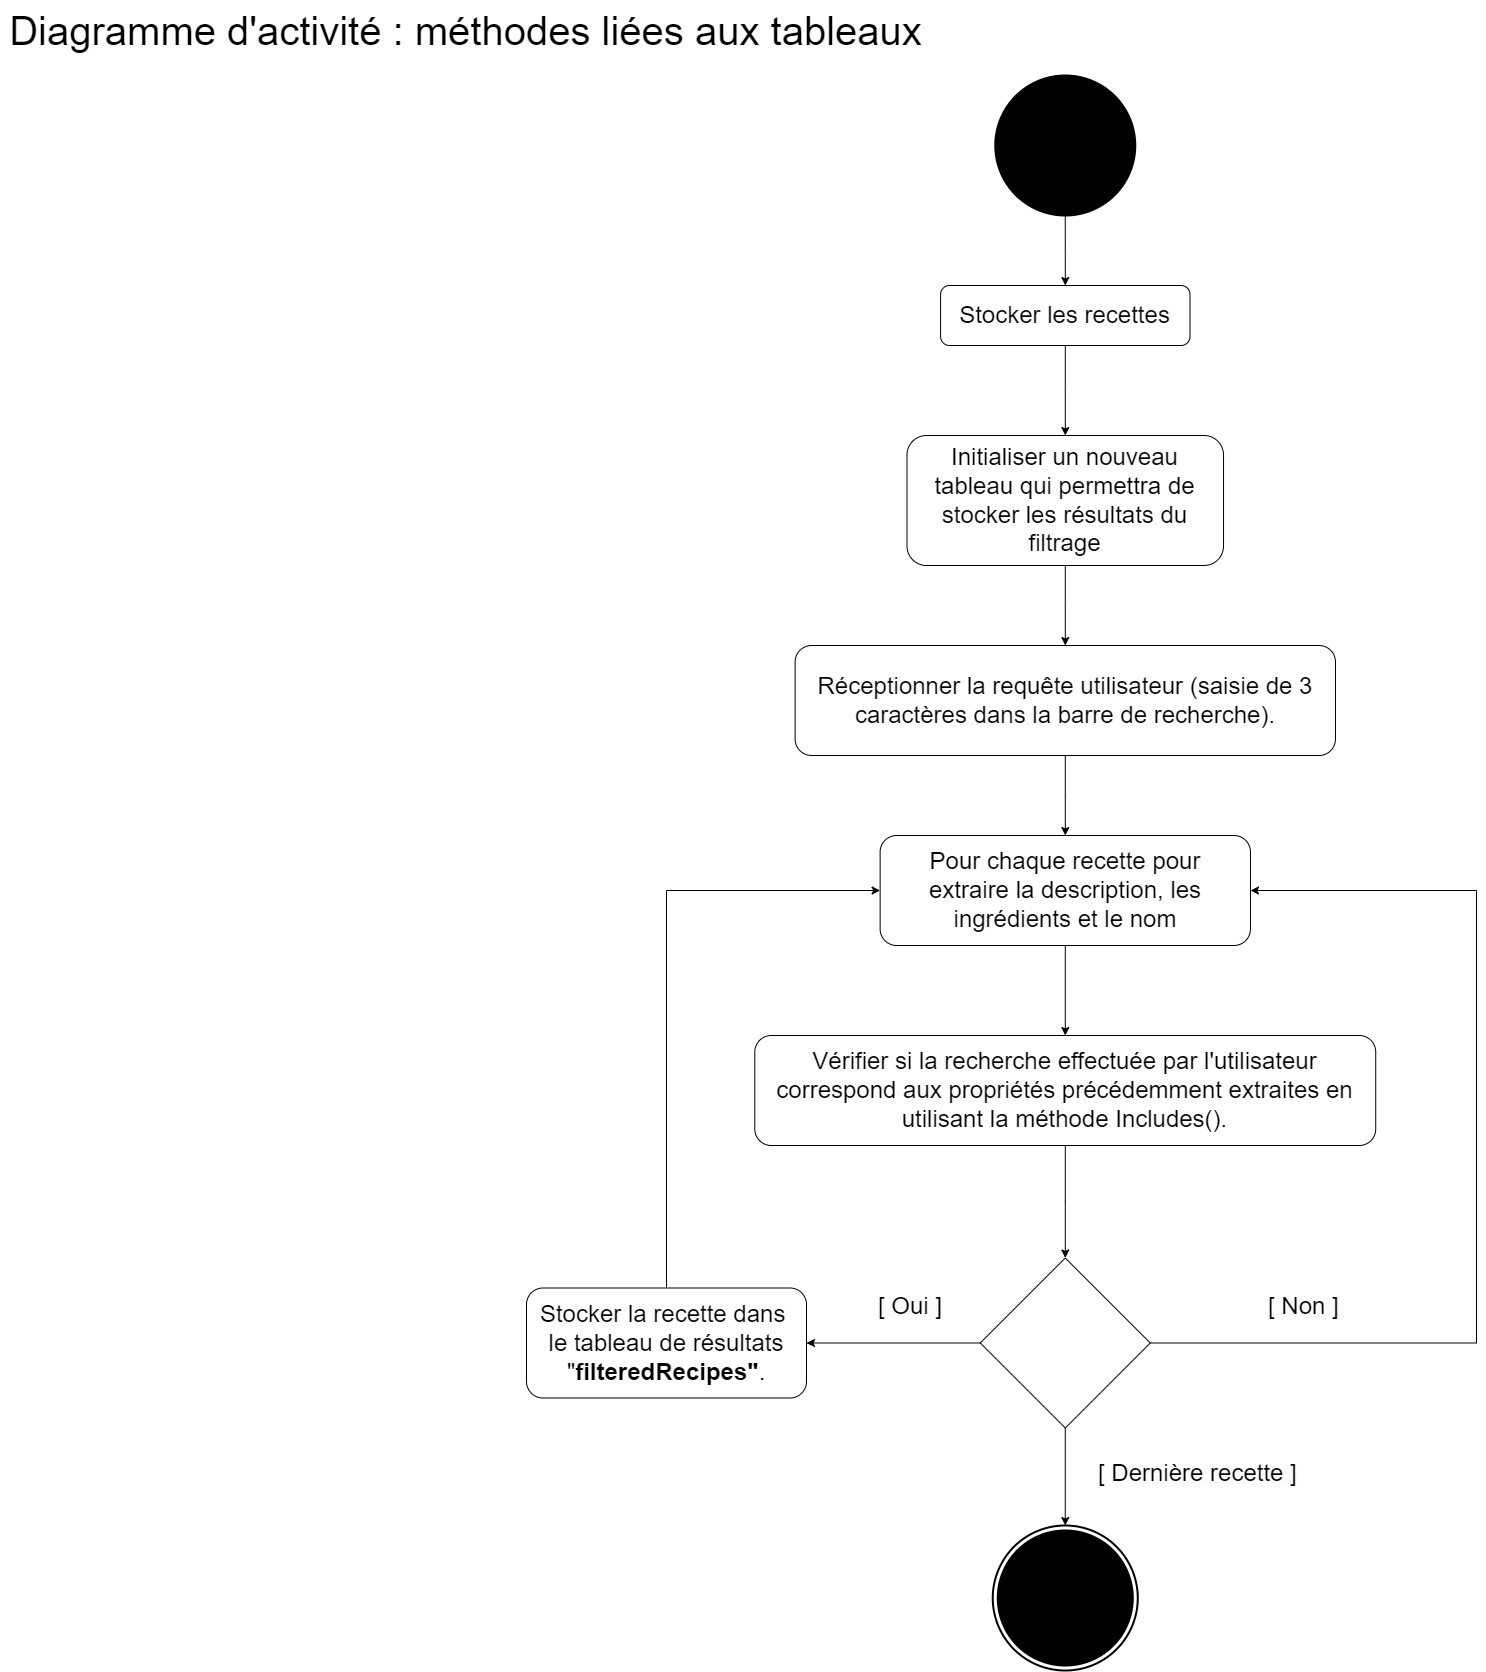 Diagramme d'activité : méthodes liées aux tableaux
Stocker les recettes
Initialiser un nouveau
tableau qui permettra de
stocker les résultats du
filtrage
Réceptionner la requête utilisateur (saisie de 3
caractères dans la barre de recherche).
Pour chaque recette pour
extraire la description, les
ingrédients et le nom
Vérifier si la recherche effectuée par l'utilisateur
correspond aux propriétés précédemment extraites en
utilisant la méthode Includes().
[ Oui ]
[ Non ]
Stocker la recette dans
le tableau de résultats
"filteredRecipes".
[ Dernière recette ]